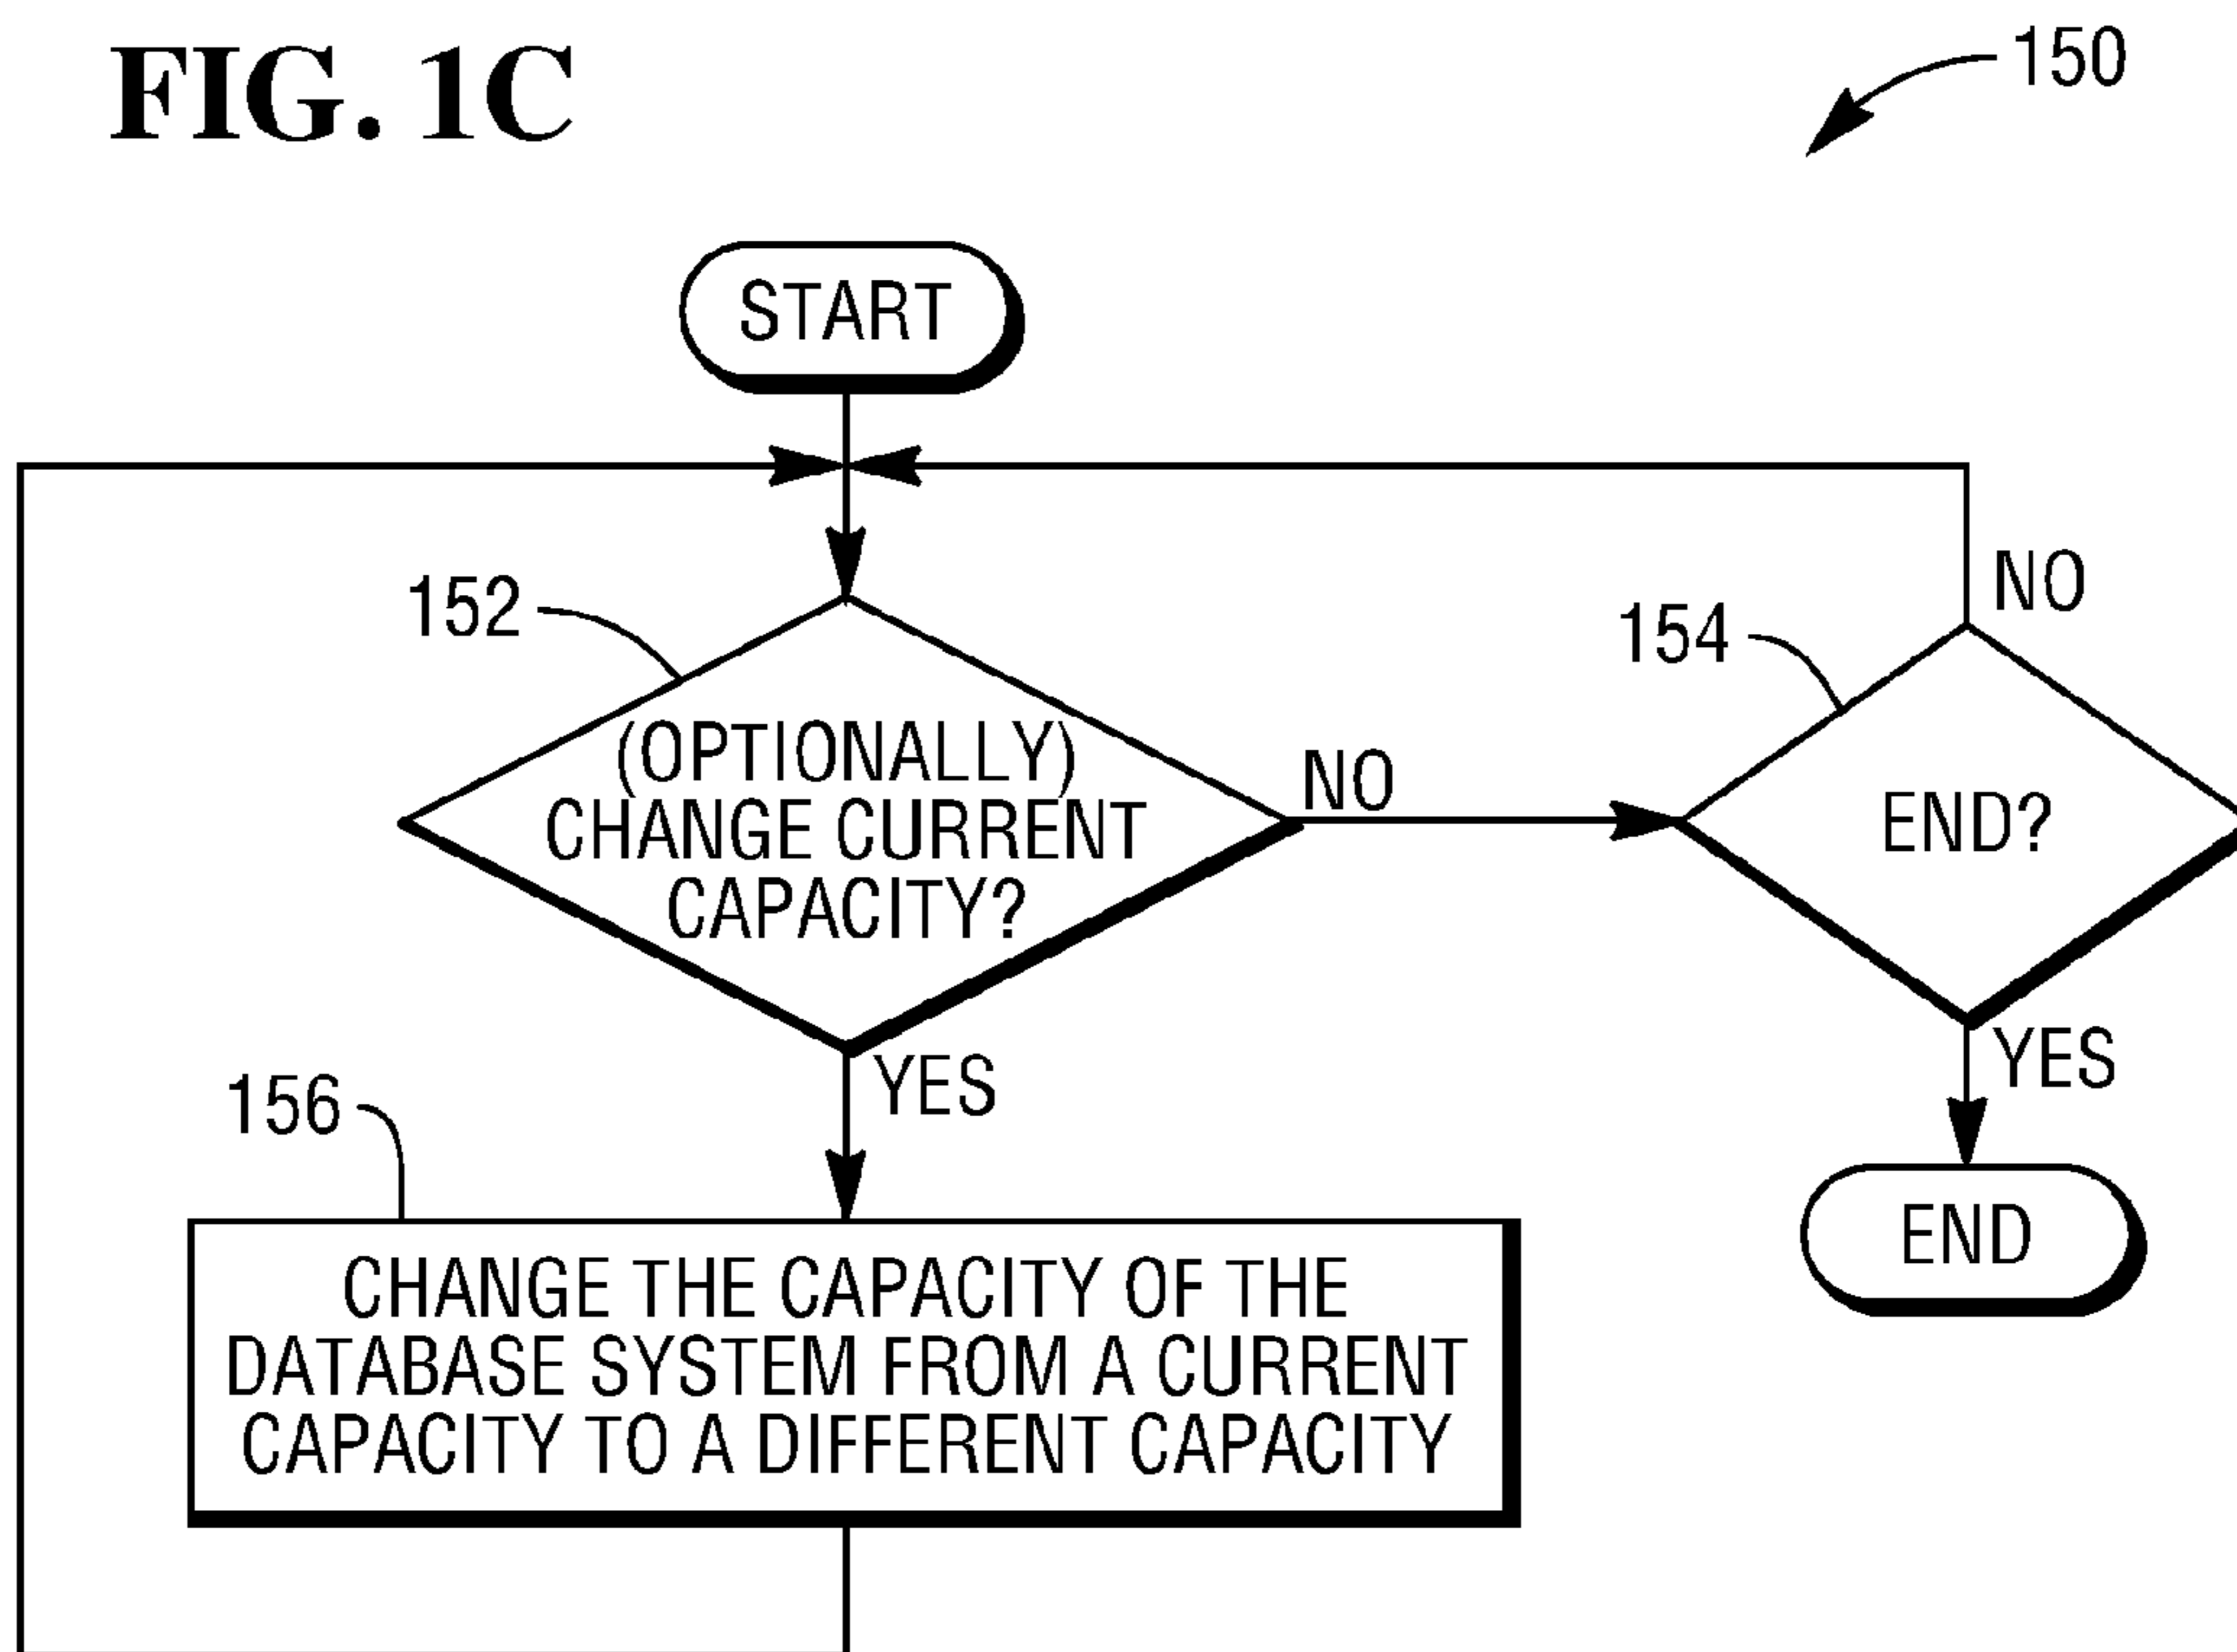 FIG. 1C
150
START
152
(OPTIONALLY)
CHANGE CURRENT
CAPACITY?
NO
154
NO
END?
YES
YES
156
CHANGE THE CAPACITY OF THE
DATABASE SYSTEM FROM A CURRENT
CAPACITY TO A DIFFERENT CAPACITY
END